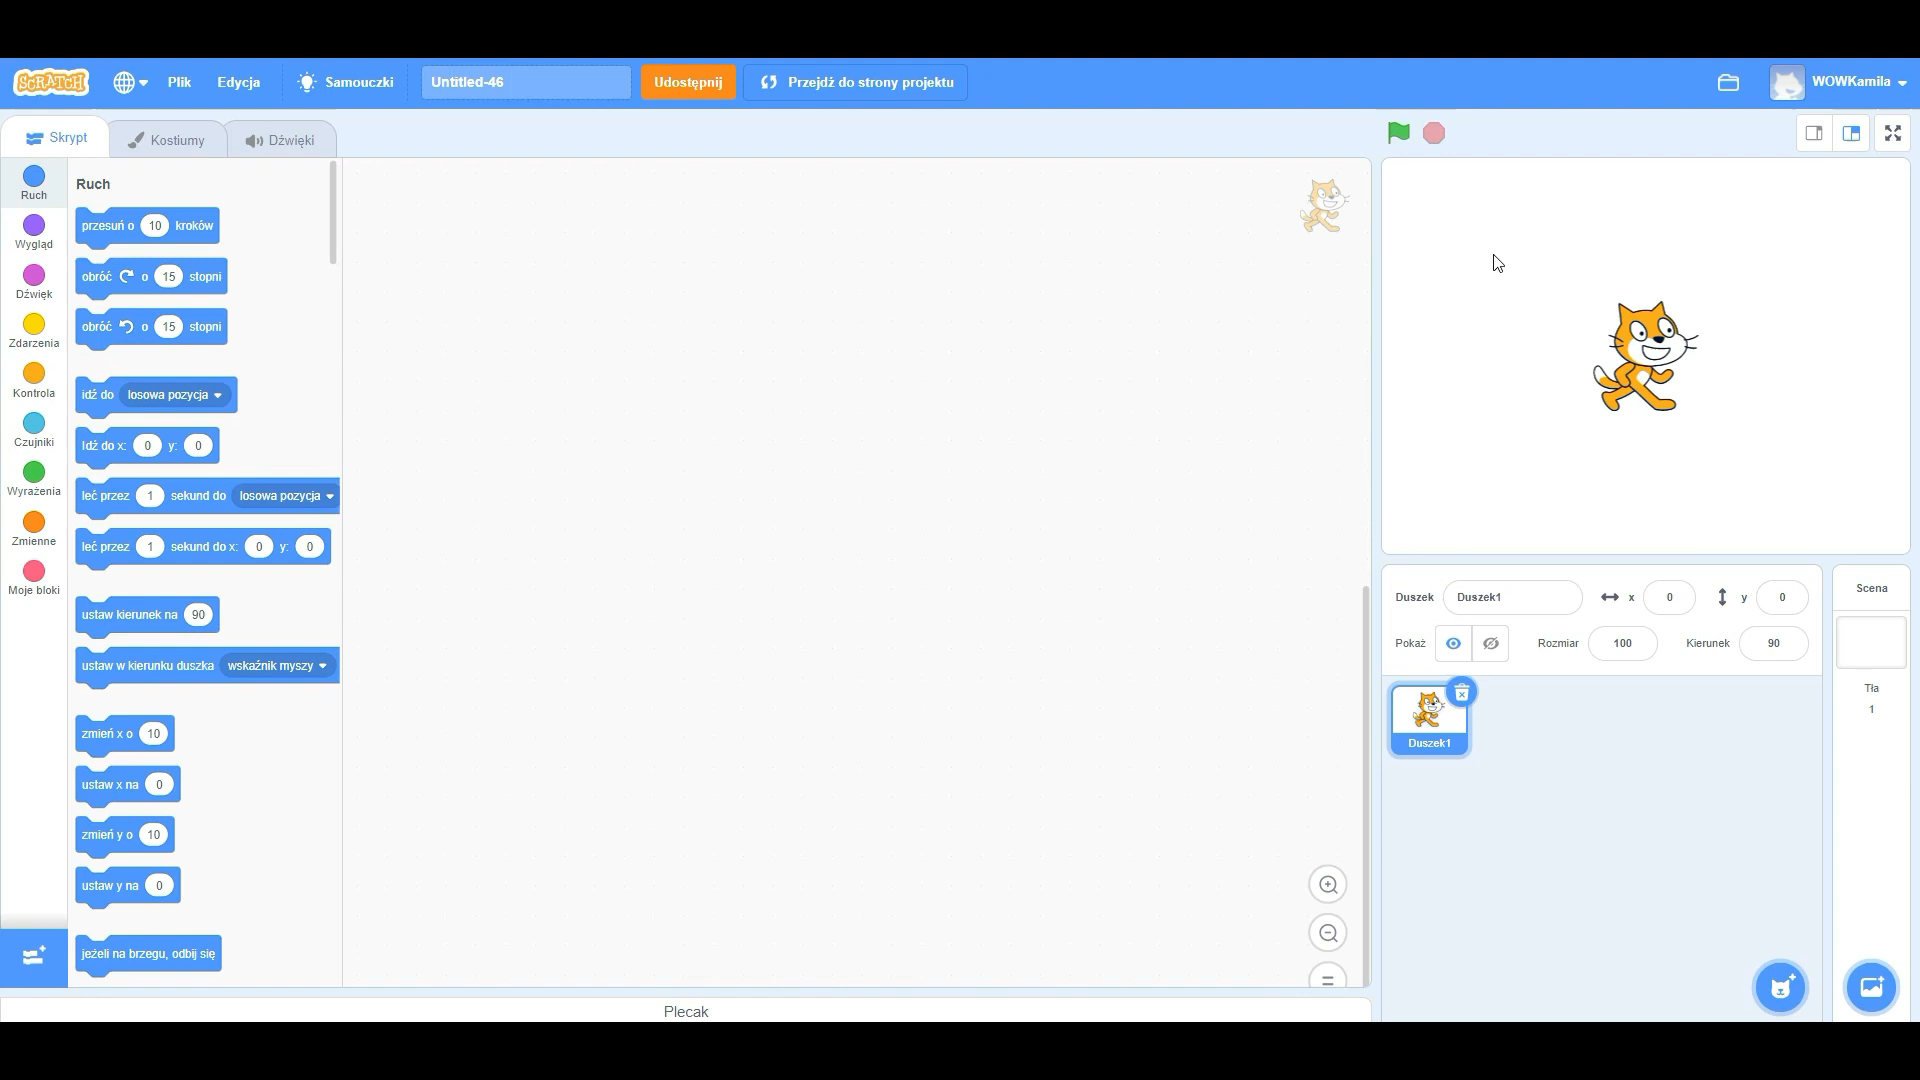 SCRATCH Plik Edycja Samouczki Untitled-46 Udostępnij Przejdź do strony projektu WOWKamila
Skrypt Kostiumy Dźwięki
Ruch
Wygląd
Dźwięk
Zdarzenia
Kontrola
Czujniki
Wyrażenia
Zmienne
Moje bloki
Ruch
przesuń o 10 kroków
obróć o 15 stopni
obróć o 15 stopni
idź do losowa pozycja
Idź do x: 0 y: 0
leć przez 1 sekund do losowa pozycja
leć przez 1 sekund do x: 0 y: 0
ustaw kierunek na 90
ustaw w kierunku duszka wskaźnik myszy
zmień x o 10
ustaw x na 0
zmień y o 10
ustaw y na 0
jeżeli na brzegu, odbij się
Plecak
Duszek Duszek1 x 0 y 0
Pokaż Rozmiar 100 Kierunek 90
Duszek1
Scena
Tła
1